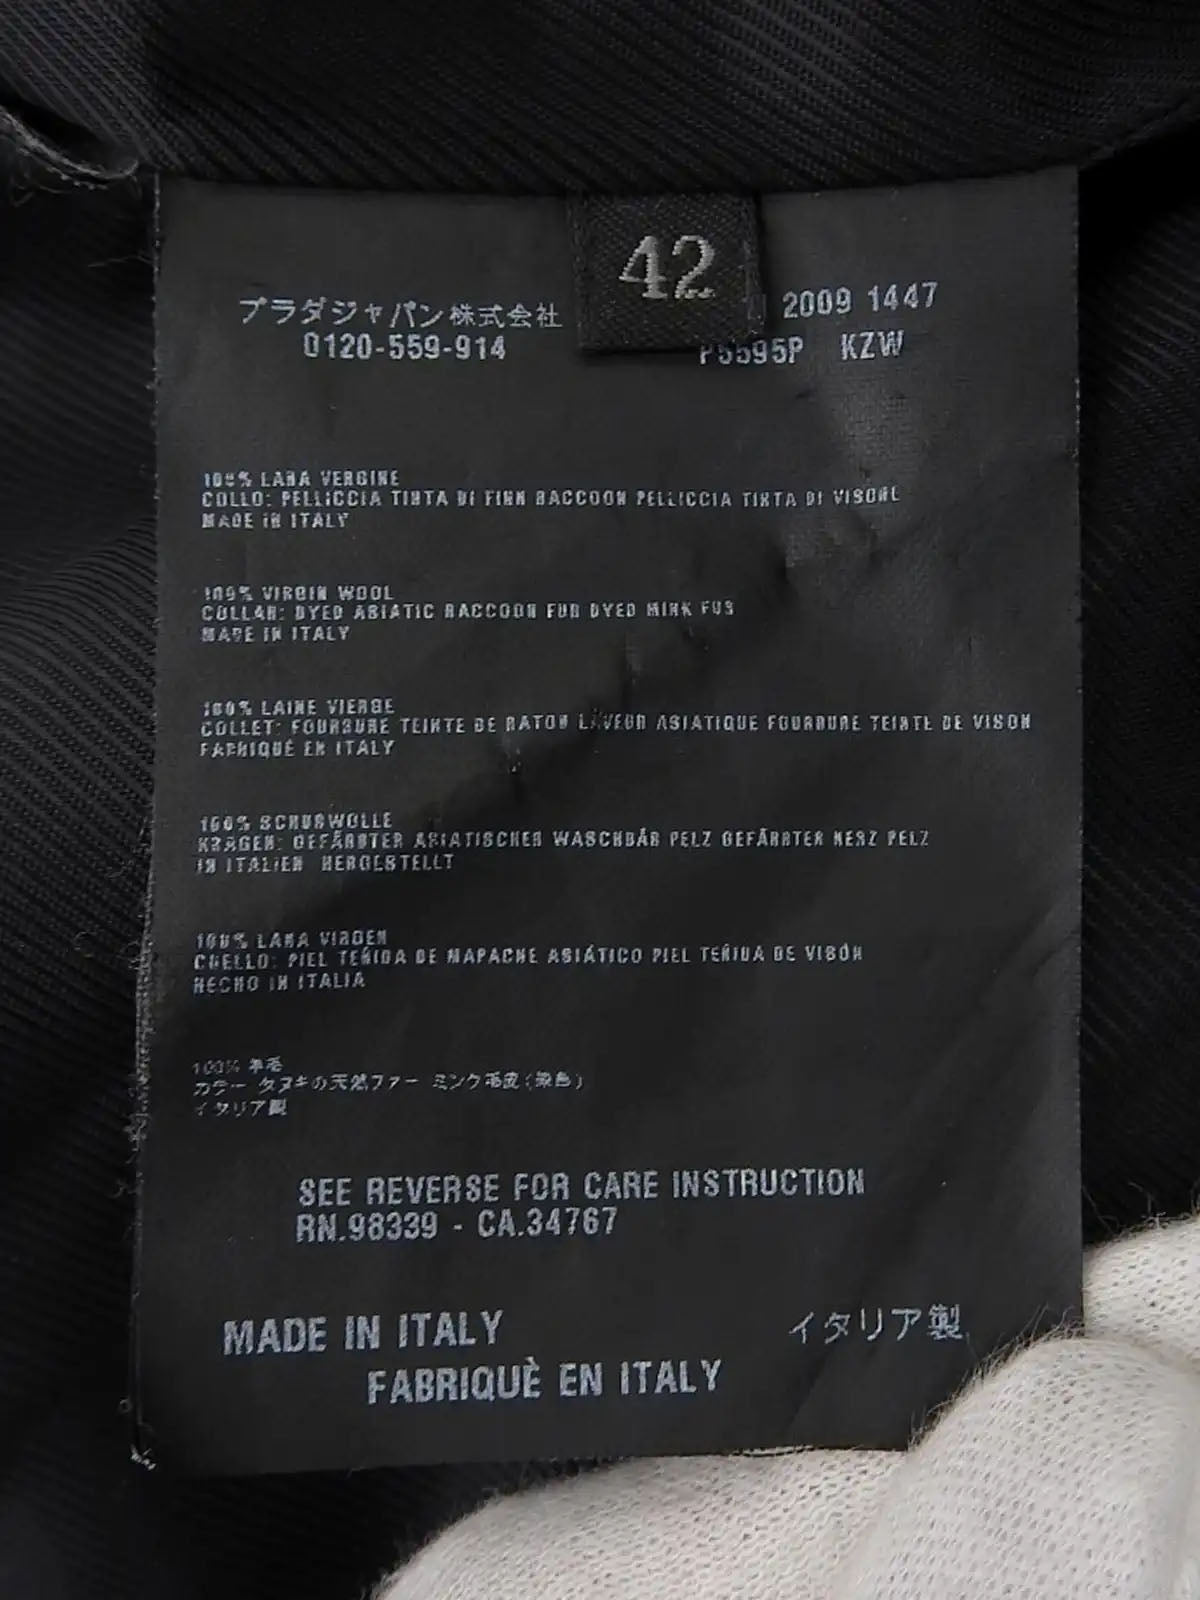 42
プラダジャパン株式会社
2009 1447
0120-559-914
P5595P KZW
100% LANA VERGINE
COLLO: PELLICCIA TINTA DI FINN RACCOON PELLICCIA TINTA DI VISONE
MADE IN ITALY
100% VIRGIN WOOL
COLLAR: DYED ASIATIC RACCOON FUR DYED MINK FUR
MADE IN ITALY
100% LAINE VIERGE
COLLET: FOURRURE TEINTE DE RATON LAVEUR ASIATIQUE FOURRURE TEINTE DE VISON
FABRIQUÉ EN ITALY
100% SCHURWOLLE
KRAGEN: GEFÄRBTER ASIATISCHER WASCHBÄR PELZ GEFÄRBTER NERZ PELZ
IN ITALIEN HERGESTELLT
100% LANA VIRGEN
CUELLO: PIEL TEÑIDA DE MAPACHE ASIÁTICO PIEL TEÑIDA DE VISÓN
HECHO IN ITALIA
100% 羊毛
カラー タヌキの天然ファー ミンク毛皮(染色)
イタリア製
SEE REVERSE FOR CARE INSTRUCTION
RN.98339 - CA.34767
MADE IN ITALY
イタリア製
FABRIQUÈ EN ITALY